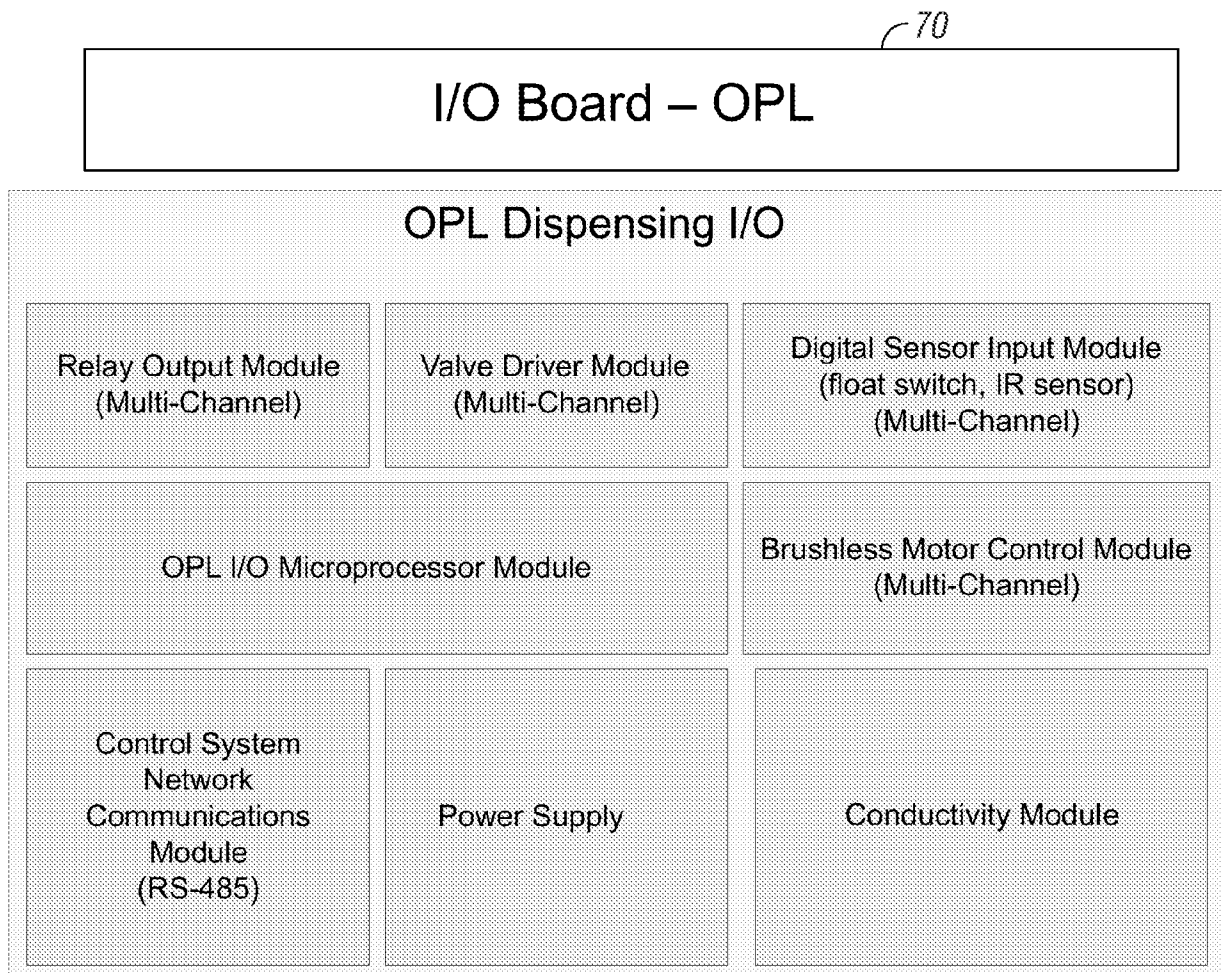 70
I/O Board – OPL
OPL Dispensing I/O
Relay Output Module
(Multi-Channel)
Valve Driver Module
(Multi-Channel)
Digital Sensor Input Module
(float switch, IR sensor)
(Multi-Channel)
OPL I/O Microprocessor Module
Brushless Motor Control Module
(Multi-Channel)
Control System
Network
Communications
Module
(RS-485)
Power Supply
Conductivity Module